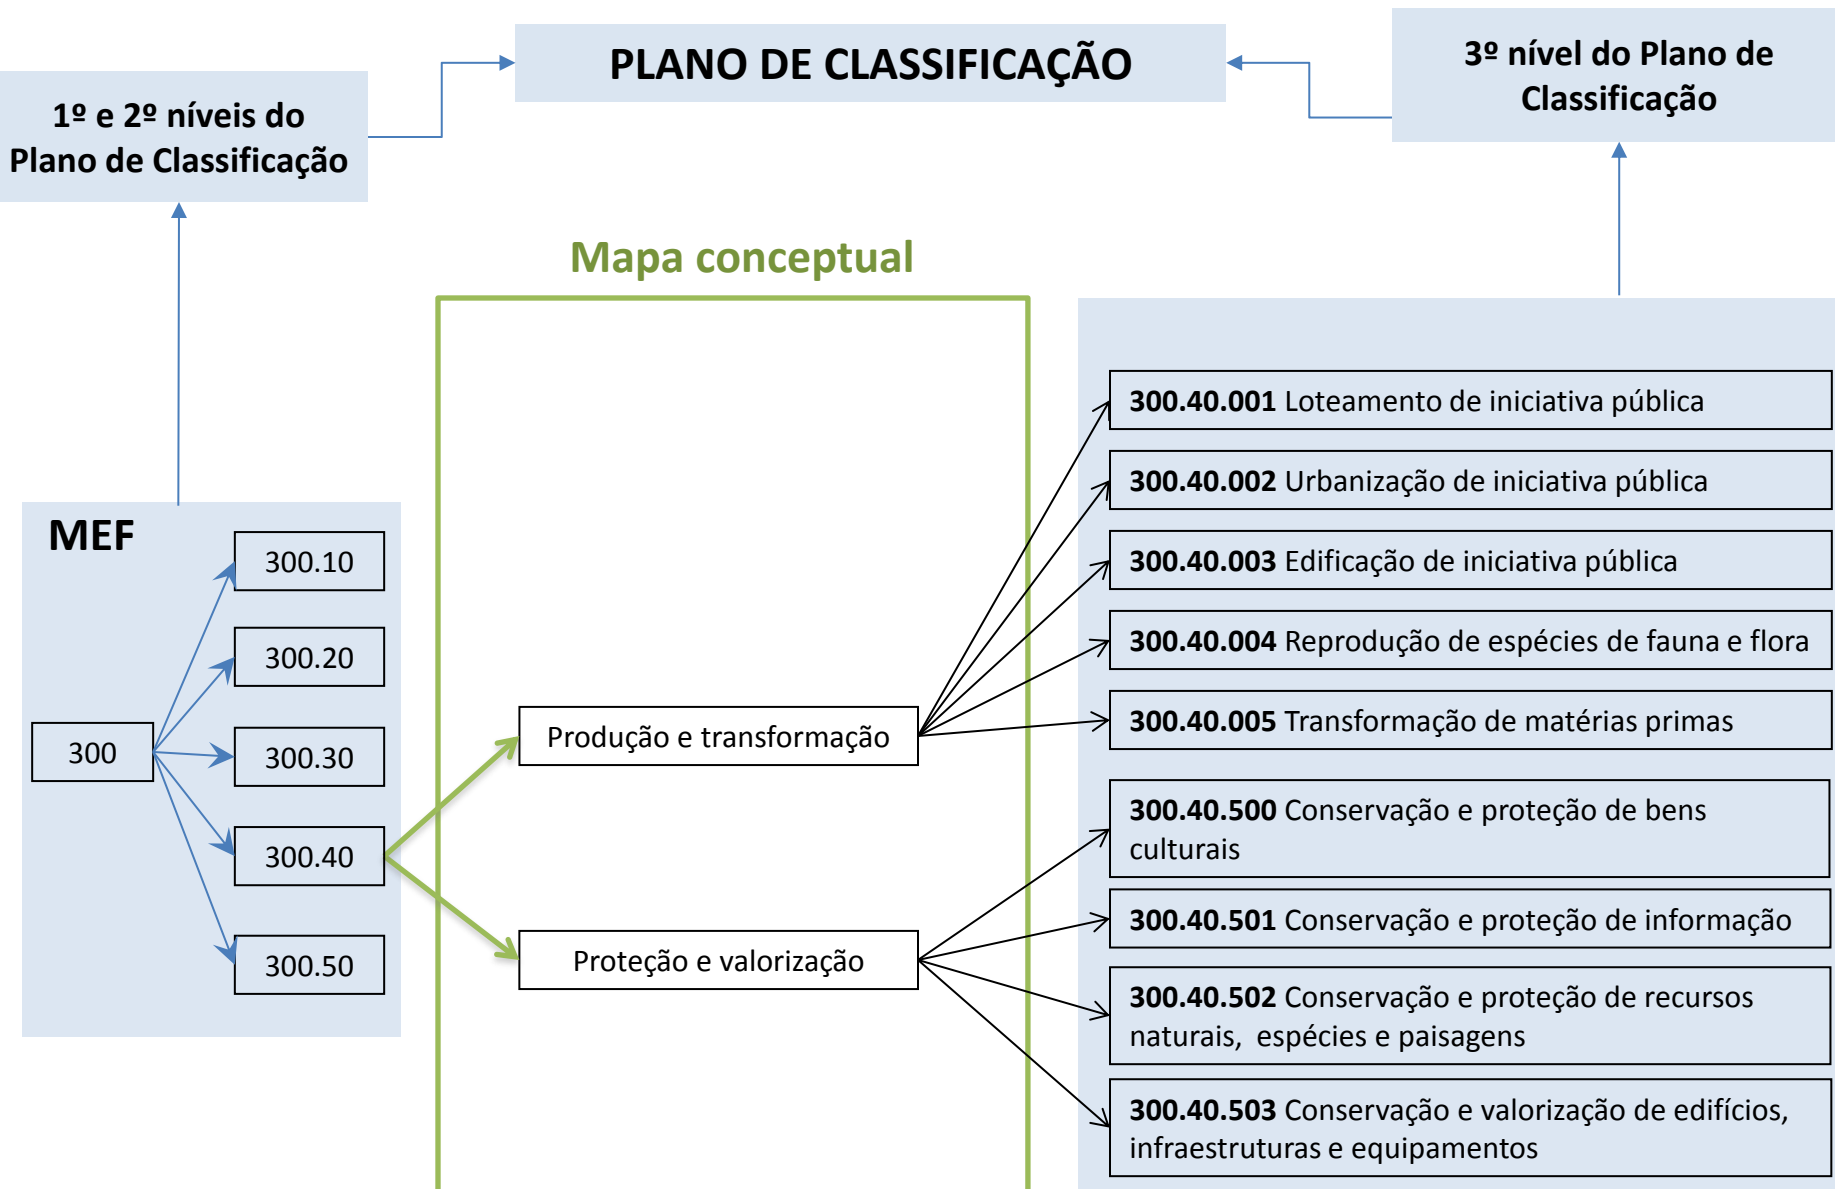 PLANO DE CLASSIFICAÇÃO
1º e 2º níveis do
Plano de Classificação
3º nível do Plano de
Classificação
Mapa conceptual
MEF
300
300.10
300.20
300.30
300.40
300.50
Produção e transformação
Proteção e valorização
300.40.001 Loteamento de iniciativa pública
300.40.002 Urbanização de iniciativa pública
300.40.003 Edificação de iniciativa pública
300.40.004 Reprodução de espécies de fauna e flora
300.40.005 Transformação de matérias primas
300.40.500 Conservação e proteção de bens
culturais
300.40.501 Conservação e proteção de informação
300.40.502 Conservação e proteção de recursos
naturais, espécies e paisagens
300.40.503 Conservação e valorização de edifícios,
infraestruturas e equipamentos